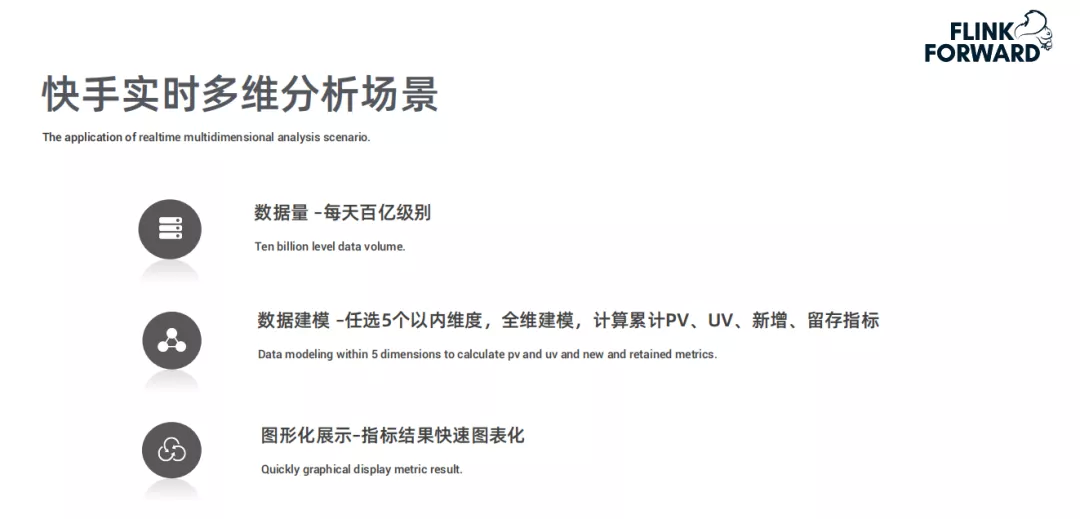 FLINK
FORWARD
快手实时多维分析场景
The application of realtime multidimensional analysis scenario.
数据量 –每天百亿级别
Ten billion level data volume.
数据建模 –任选5个以内维度，全维建模，计算累计PV、UV、新增、留存指标
Data modeling within 5 dimensions to calculate pv and uv and new and retained metrics.
图形化展示–指标结果快速图表化
Quickly graphical display metric result.